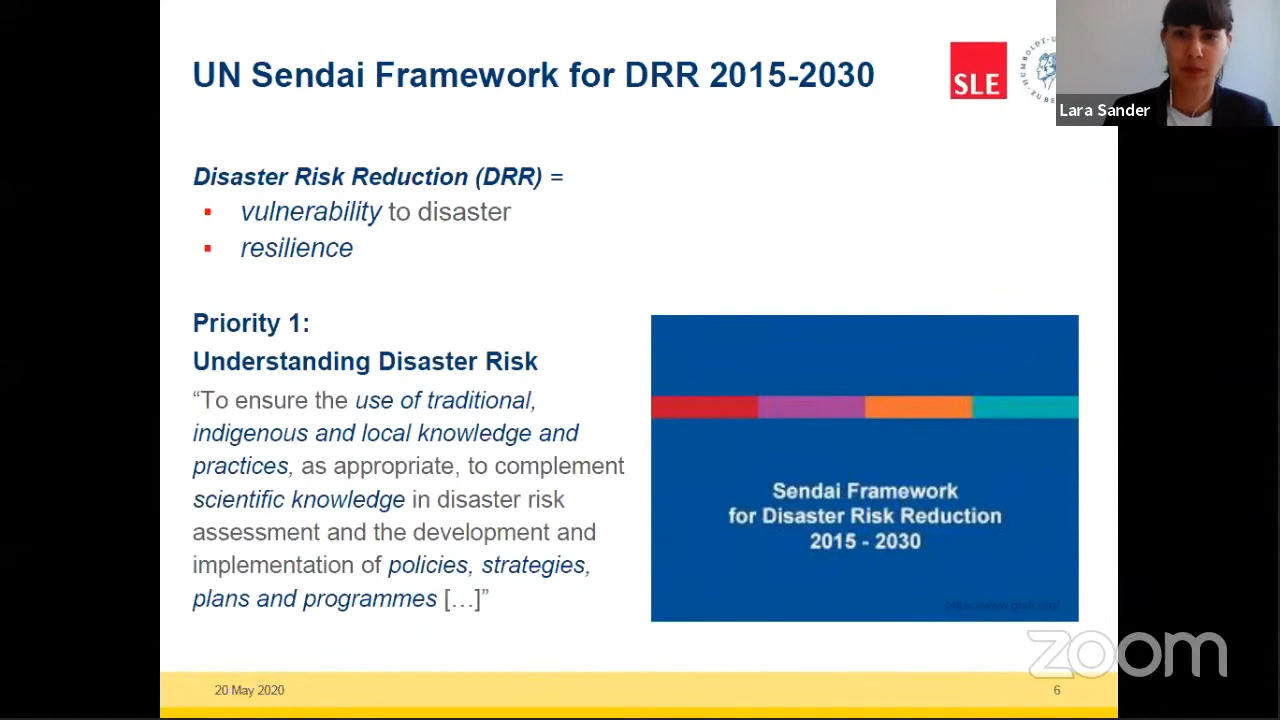 UN Sendai Framework for DRR 2015-2030
SLE
Lara Sander
Disaster Risk Reduction (DRR) =
▪ vulnerability to disaster
▪ resilience
Priority 1:
Understanding Disaster Risk
“To ensure the use of traditional,
indigenous and local knowledge and
practices, as appropriate, to complement
scientific knowledge in disaster risk
assessment and the development and
implementation of policies, strategies,
plans and programmes […]”
Sendai Framework
for Disaster Risk Reduction
2015 - 2030
zoom
20 May 2020
6